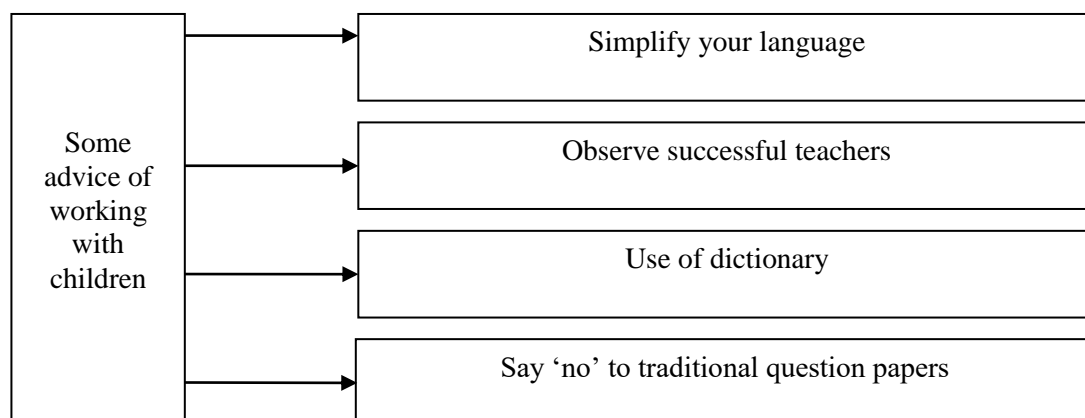 Some
advice of
working
with
children
Simplify your language
Observe successful teachers
Use of dictionary
Say ‘no’ to traditional question papers